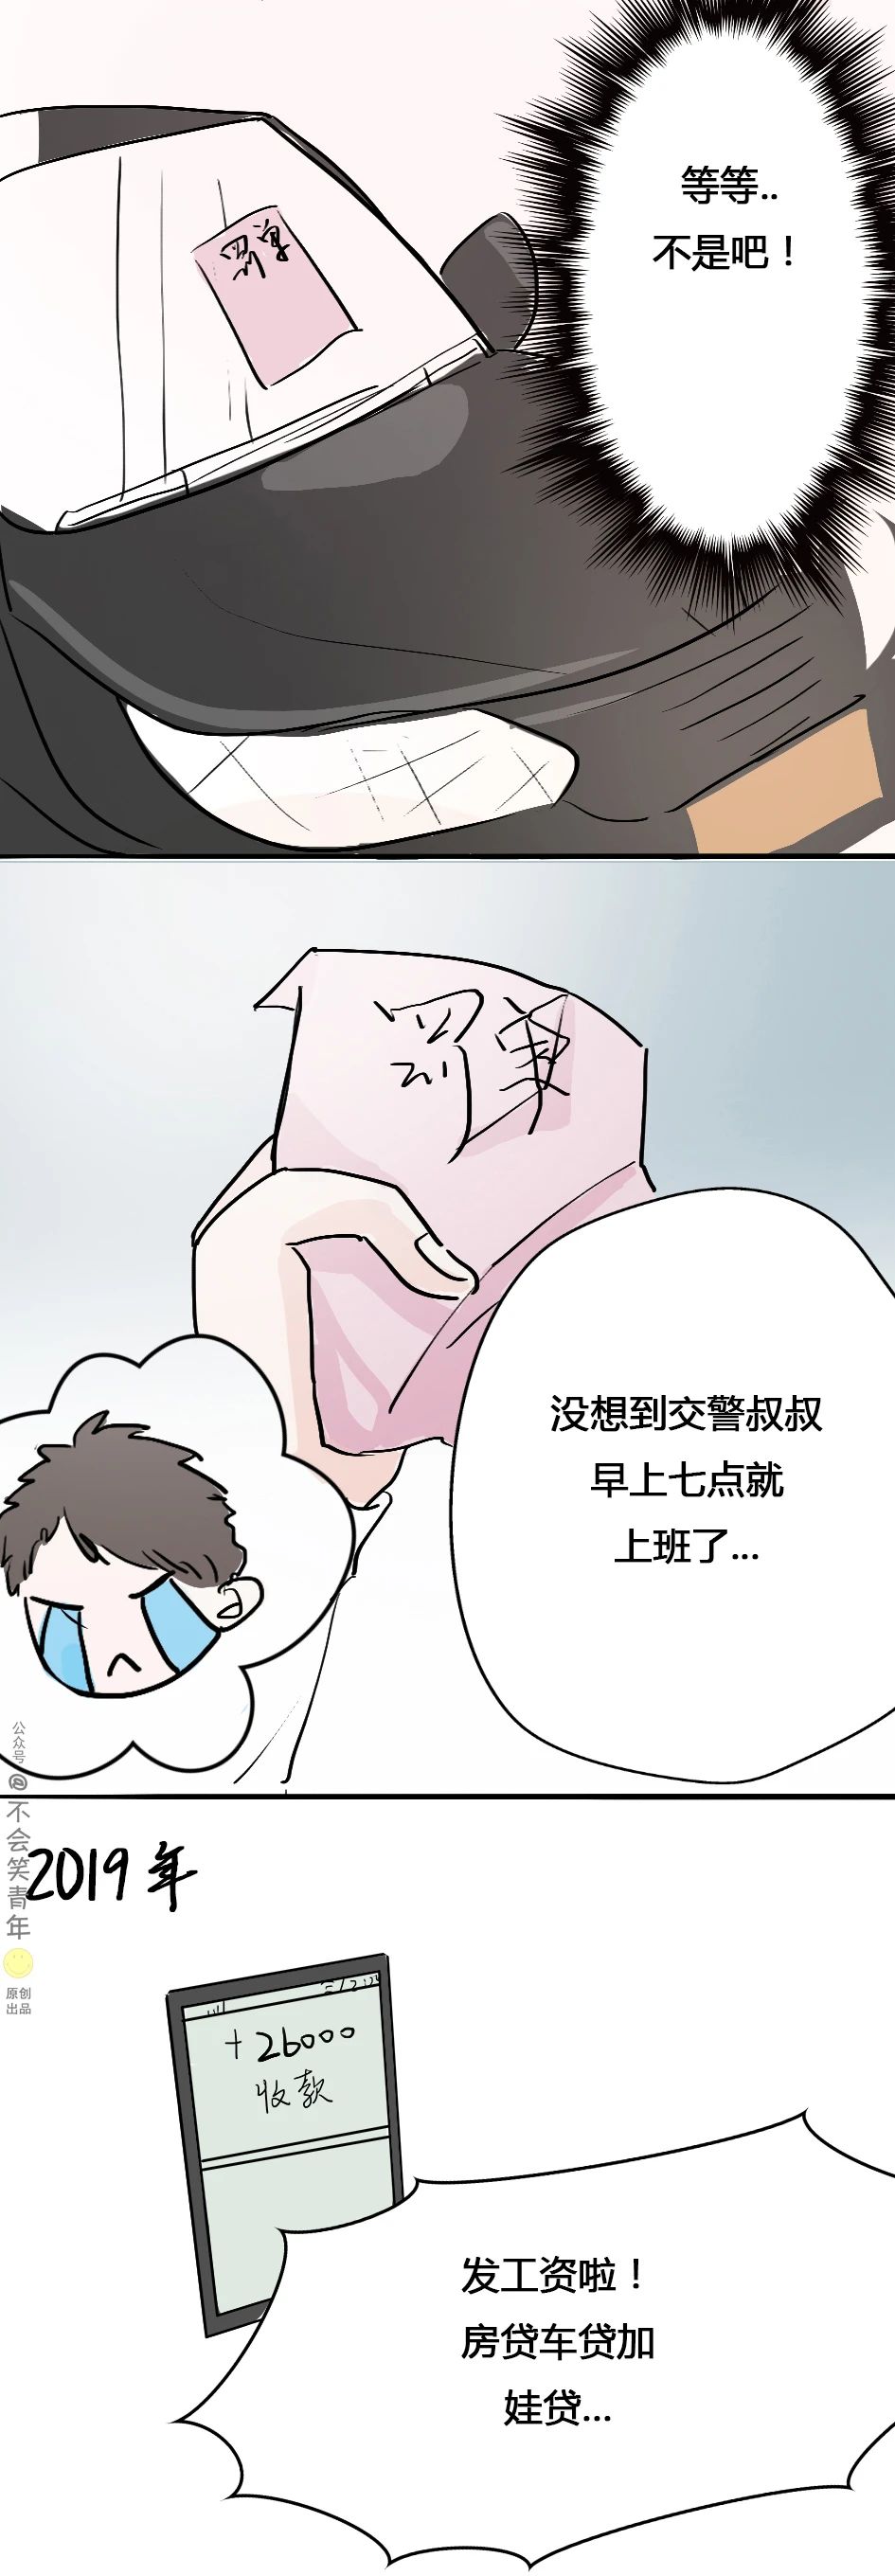 等等..
不是吧！
罚单
罚单
没想到交警叔叔
早上七点就
上班了...
公众号@不会笑青年
原创
出品
2019年
+26000
收款
发工资啦！
房贷车贷加
娃贷...